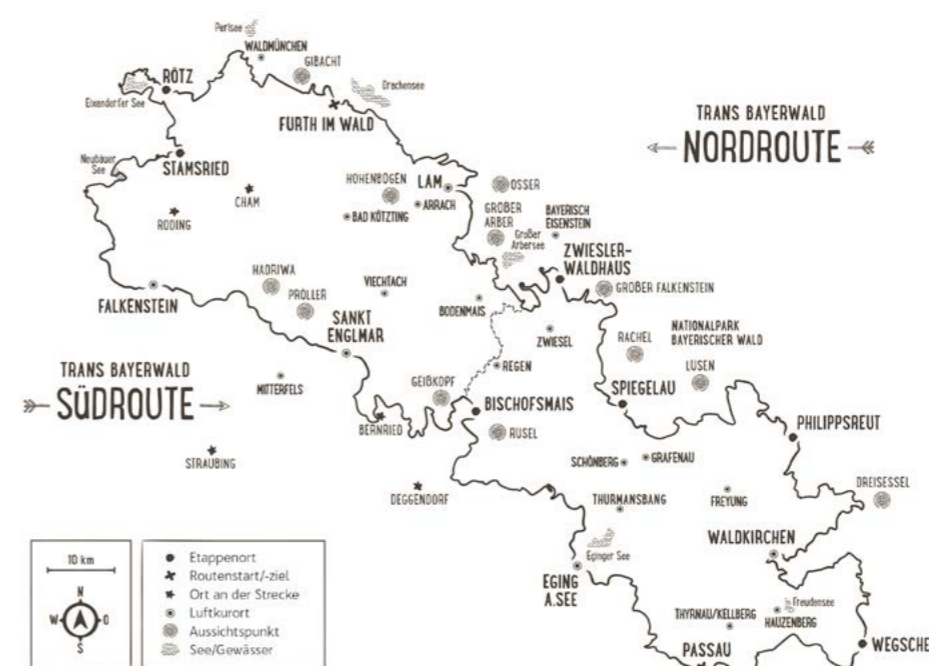 Perlsee
WALDMÜNCHEN
GIBACHT
RÖTZ
Drachensee
Eixendorfer See
FURTH IM WALD
TRANS BAYERWALD
NORDROUTE
Neubäuer
See
STAMSRIED
HOHENBOGEN
LAM
OSSER
CHAM
ARRACH
RODING
BAD KÖTZTING
GROßER
ARBER
BAYERISCH
EISENSTEIN
Großer
Arbersee
ZWIESLER-
WALDHAUS
HADRIWA
VIECHTACH
GROßER FALKENSTEIN
FALKENSTEIN
PRÖLLER
BODENMAIS
SANKT
ENGLMAR
ZWIESEL
RACHEL
NATIONALPARK
BAYERISCHER WALD
REGEN
LUSEN
TRANS BAYERWALD
SÜDROUTE
MITTERFELS
GEIßKOPF
BISCHOFSMAIS
SPIEGELAU
BERNRIED
RUSEL
PHILIPPSREUT
STRAUBING
SCHÖNBERG
GRAFENAU
DEGGENDORF
THURMANSBANG
FREYUNG
DREISESSEL
WALDKIRCHEN
Eginger See
EGING
A.SEE
THYRNAU/KELLBERG
Freudensee
HAUZENBERG
PASSAU
WEGSCHE
10 km
N
W
O
S
Etappenort
Routenstart/-ziel
Ort an der Strecke
Luftkurort
Aussichtspunkt
See/Gewässer